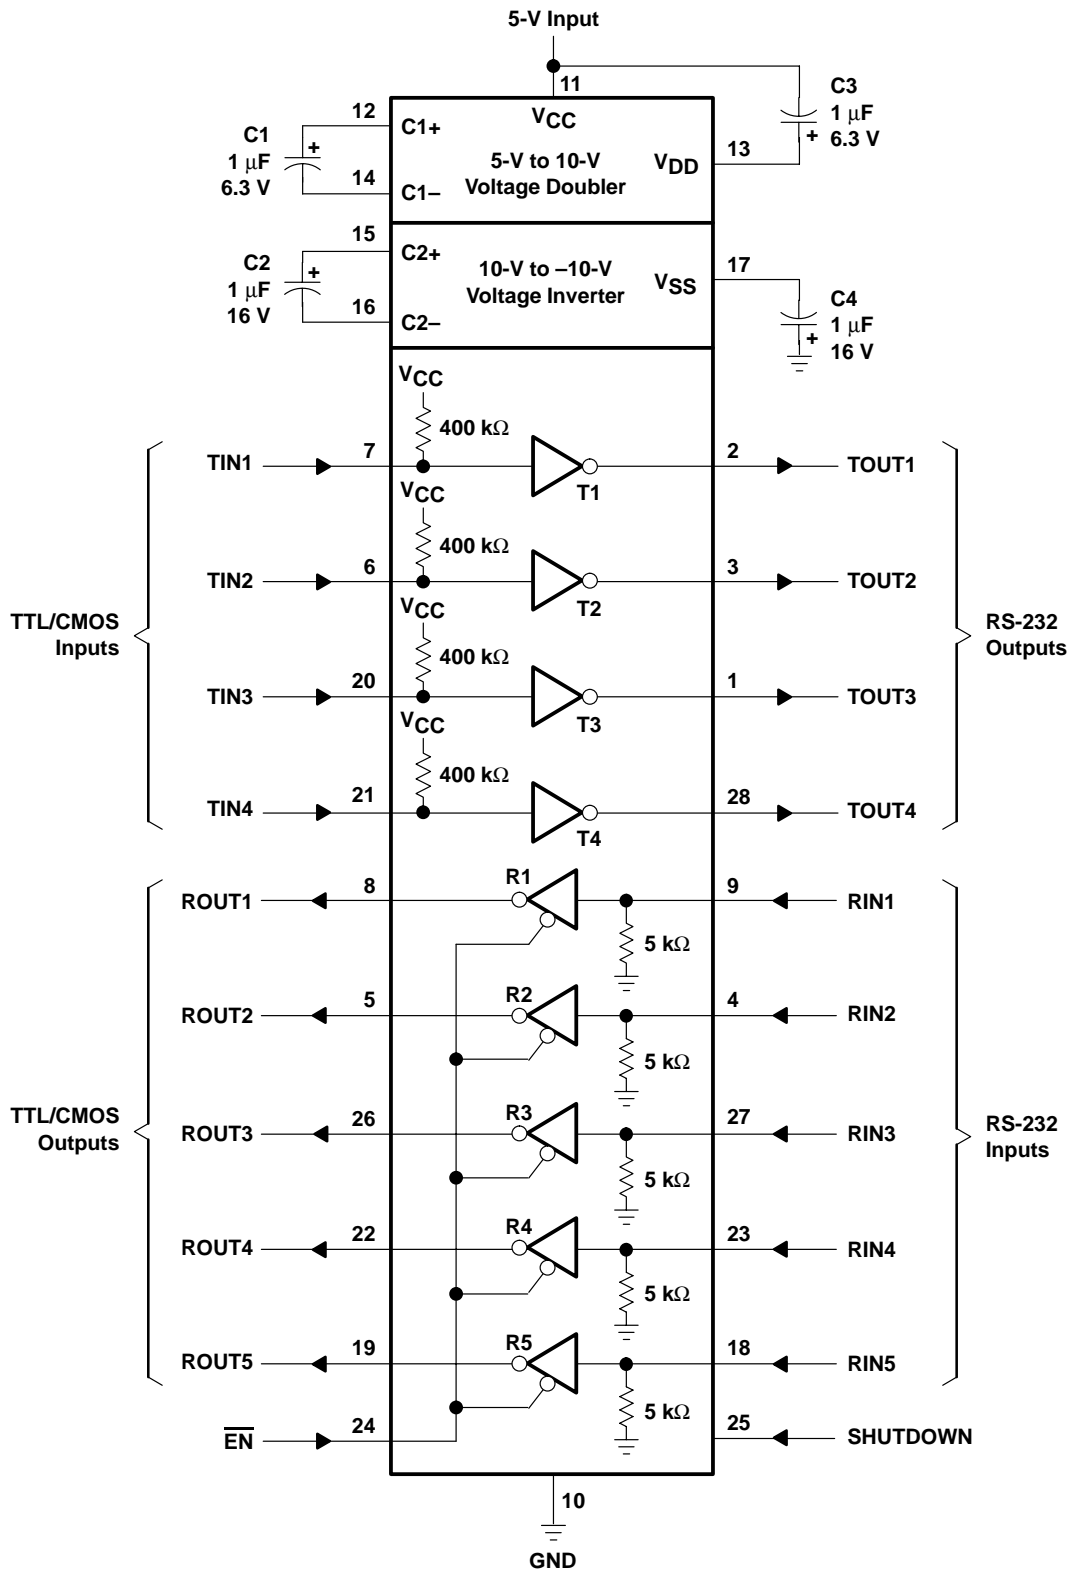 5-V Input
11
C3
1 μF
6.3 V
12
C1+
VCC
C1
1 μF
6.3 V
5-V to 10-V
Voltage Doubler
VDD
13
+
+
14
C1–
15
C2+
C2
1 μF
16 V
+
10-V to –10-V
Voltage Inverter
VSS
17
16
C2–
C4
1 μF
16 V
+
VCC
400 kΩ
TIN1
7
T1
2
TOUT1
VCC
400 kΩ
TIN2
6
T2
3
TOUT2
TTL/CMOS
Inputs
RS-232
Outputs
VCC
400 kΩ
TIN3
20
T3
1
TOUT3
VCC
400 kΩ
TIN4
21
T4
28
TOUT4
ROUT1
8
R1
9
RIN1
5 kΩ
ROUT2
5
R2
4
RIN2
5 kΩ
TTL/CMOS
Outputs
RS-232
Inputs
ROUT3
26
R3
27
RIN3
5 kΩ
ROUT4
22
R4
23
RIN4
5 kΩ
ROUT5
19
R5
18
RIN5
5 kΩ
EN
24
25
SHUTDOWN
10
GND